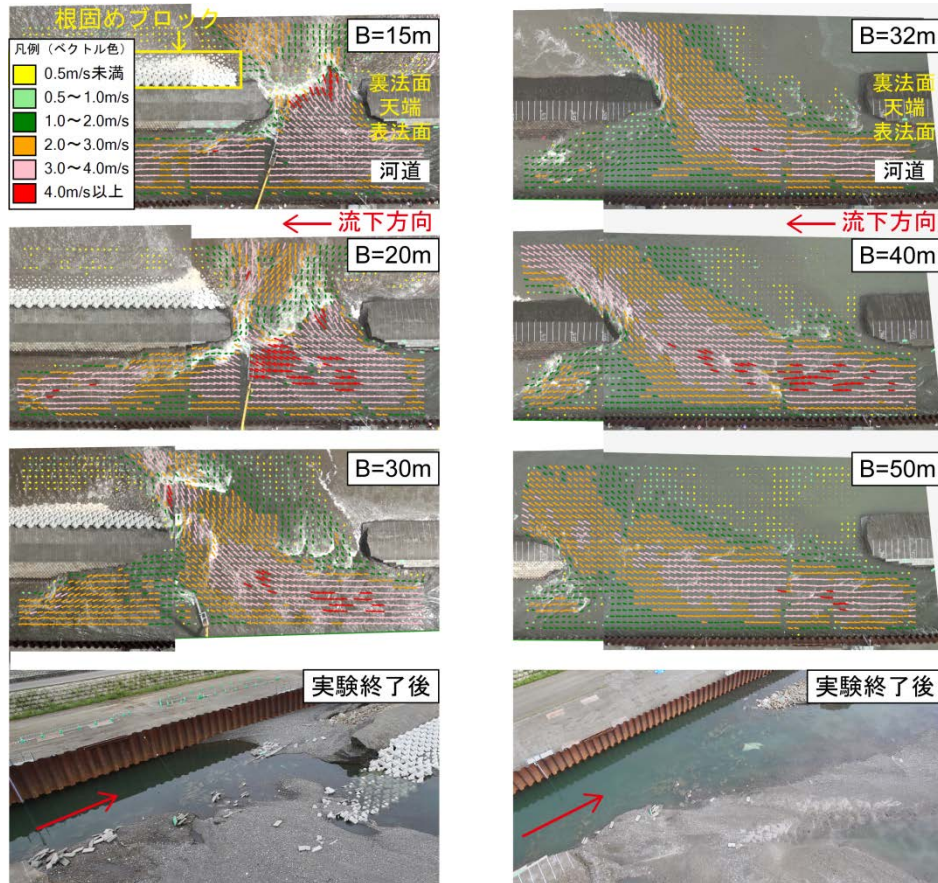 根固めブロック
凡例（ベクトル色）
0.5m/s未満
0.5～1.0m/s
1.0～2.0m/s
2.0～3.0m/s
3.0～4.0m/s
4.0m/s以上
B=15m
裏法面
天端
表法面
河道
流下方向
B=20m
B=30m
実験終了後
B=32m
裏法面
天端
表法面
河道
流下方向
B=40m
B=50m
実験終了後